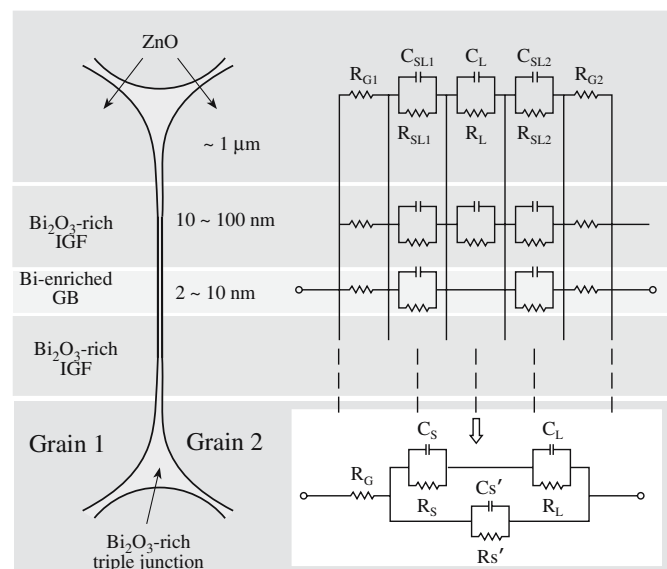 ZnO
~ 1 μm
R_G1
C_SL1
C_L
C_SL2
R_G2
R_SL1
R_L
R_SL2
Bi₂O₃-rich
IGF
10 ~ 100 nm
Bi-enriched
GB
2 ~ 10 nm
Bi₂O₃-rich
IGF
Grain 1
Grain 2
Bi₂O₃-rich
triple junction
C_S
C_L
R_G
R_S
Cs′
R_L
Rs′